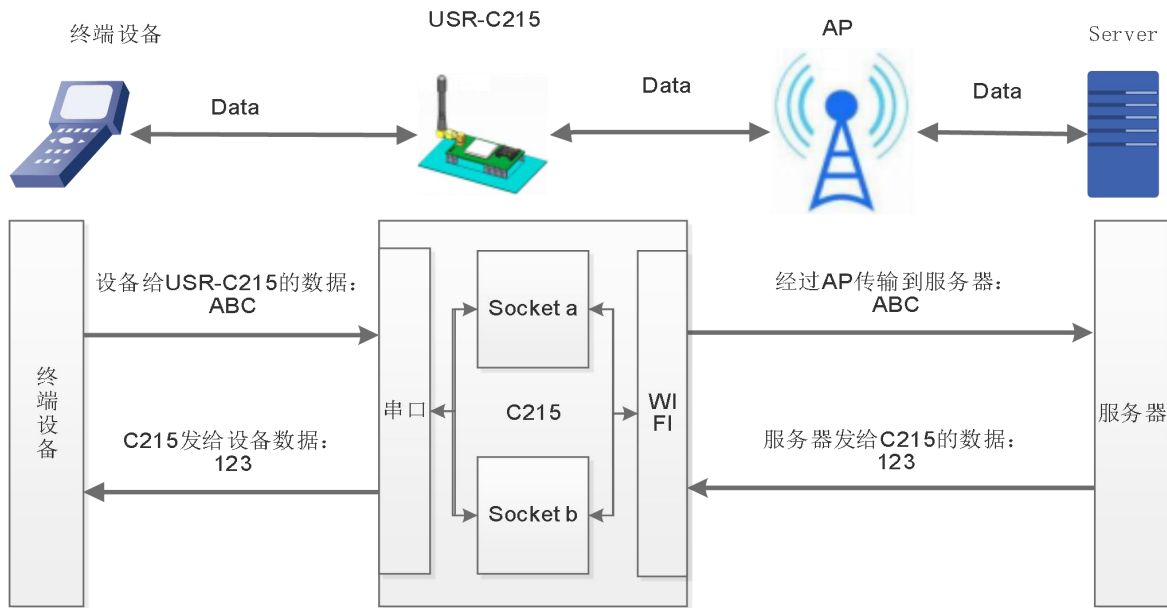 终端设备
USR-C215
AP
Server
Data
Data
Data
设备给USR-C215的数据:
ABC
经过AP传输到服务器:
ABC
Socket a
终端设备
串口
C215
WI
FI
服务器
C215发给设备数据:
123
服务器发给C215的数据:
123
Socket b